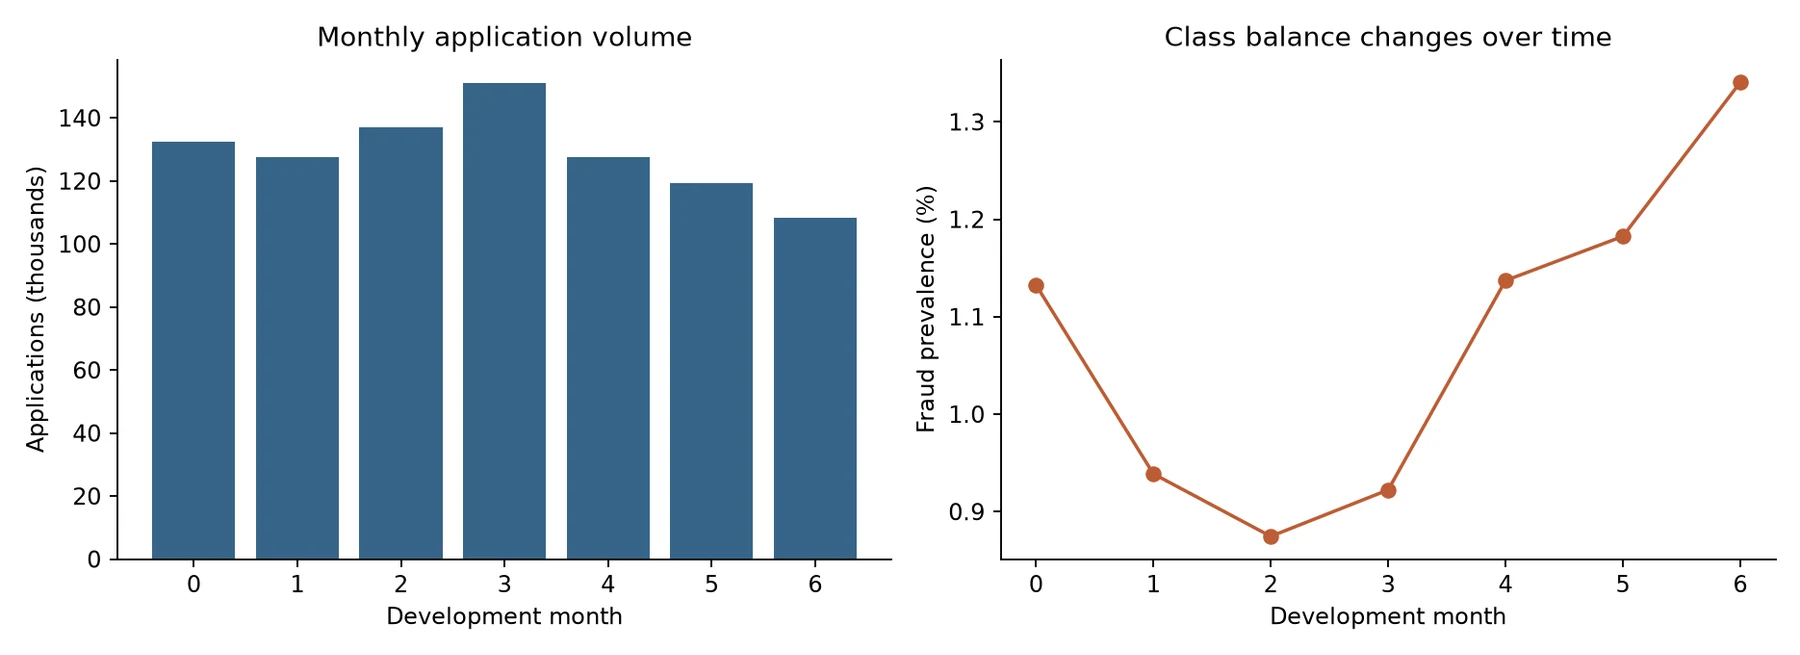 Monthly application volume
Applications (thousands)
140
120
100
80
60
40
20
0
0 1 2 3 4 5 6
Development month
Class balance changes over time
Fraud prevalence (%)
1.3
1.2
1.1
1.0
0.9
0 1 2 3 4 5 6
Development month